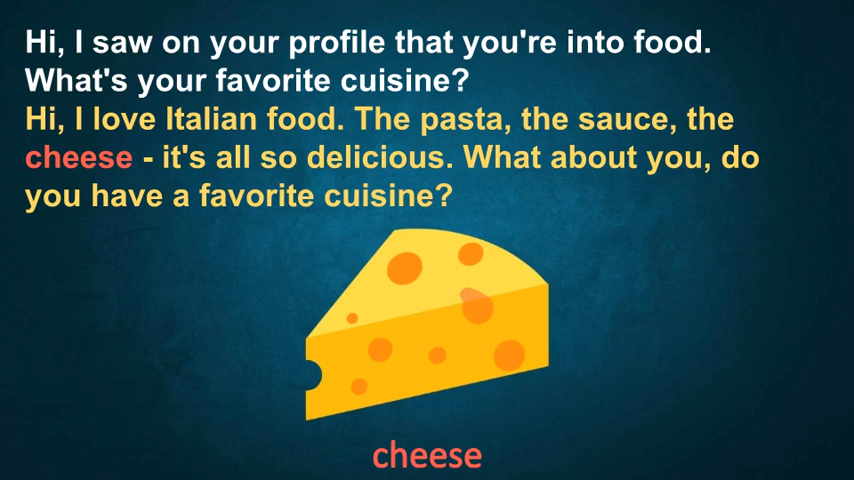 Hi, I saw on your profile that you're into food.
What's your favorite cuisine?
Hi, I love Italian food. The pasta, the sauce, the
cheese - it's all so delicious. What about you, do
you have a favorite cuisine?
cheese